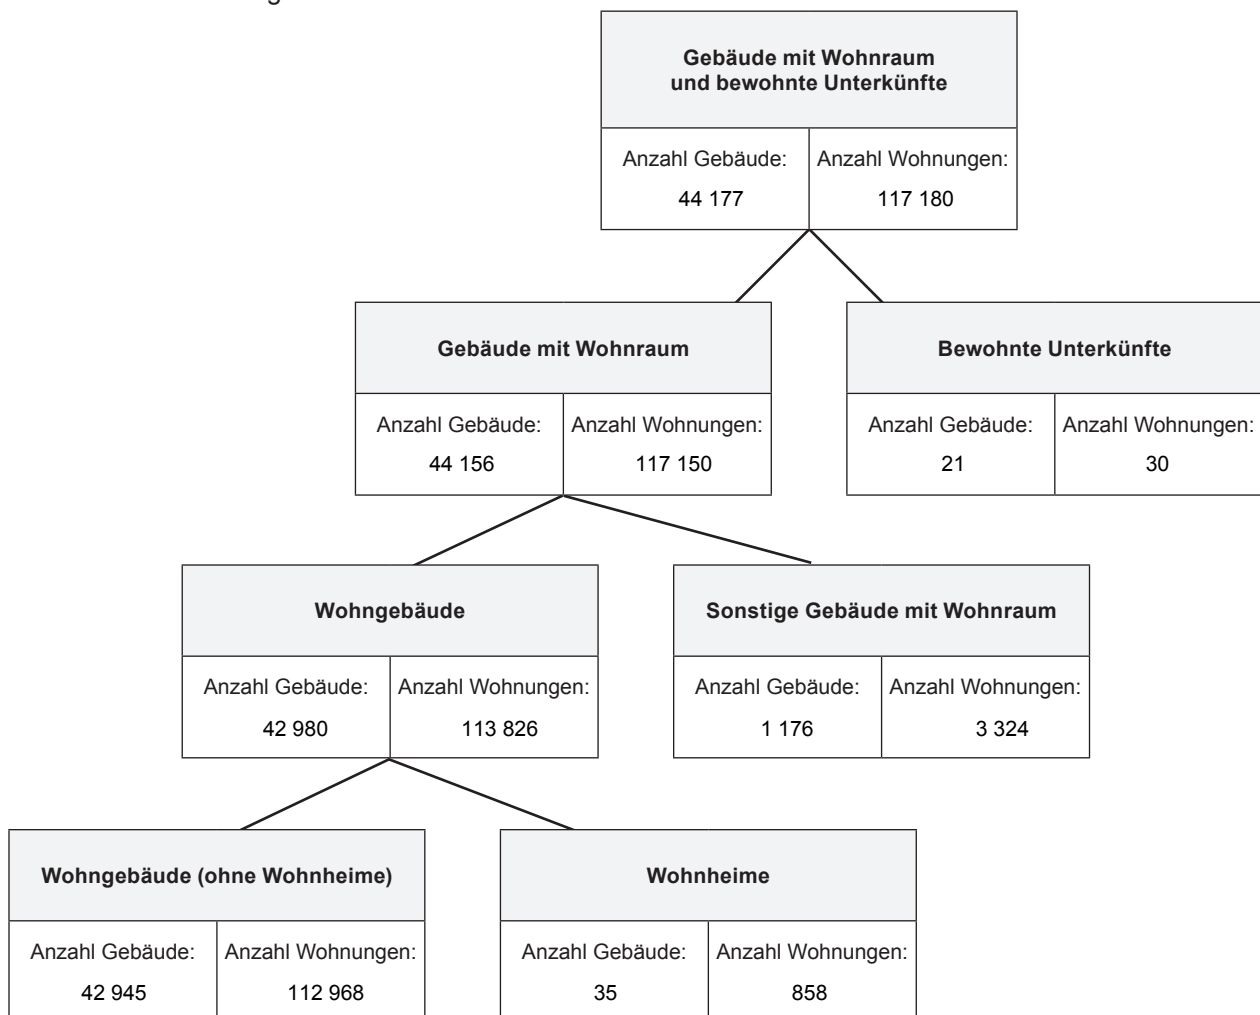 Gebäude mit Wohnraum
und bewohnte Unterkünfte
Anzahl Gebäude: Anzahl Wohnungen:
44 177 117 180
Gebäude mit Wohnraum Bewohnte Unterkünfte
Anzahl Gebäude: Anzahl Wohnungen: Anzahl Gebäude: Anzahl Wohnungen:
44 156 117 150 21 30
Wohngebäude Sonstige Gebäude mit Wohnraum
Anzahl Gebäude: Anzahl Wohnungen: Anzahl Gebäude: Anzahl Wohnungen:
42 980 113 826 1 176 3 324
Wohngebäude (ohne Wohnheime) Wohnheime
Anzahl Gebäude: Anzahl Wohnungen: Anzahl Gebäude: Anzahl Wohnungen:
42 945 112 968 35 858